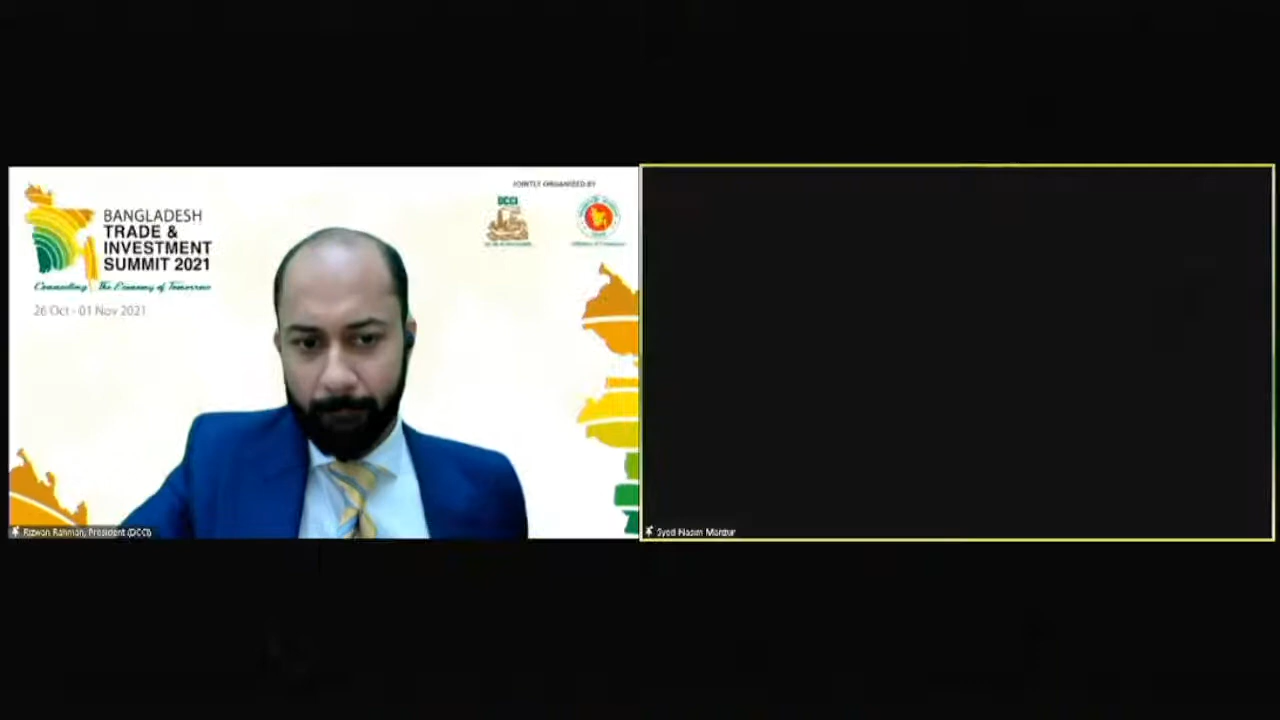 BANGLADESH
TRADE &
INVESTMENT
SUMMIT 2021
Connecting The Economy of Tomorrow
26 Oct - 01 Nov 2021
JOINTLY ORGANIZED BY
DCCI
Rizwan Rahman, President (DCCI)
Syed Nasim Manzur